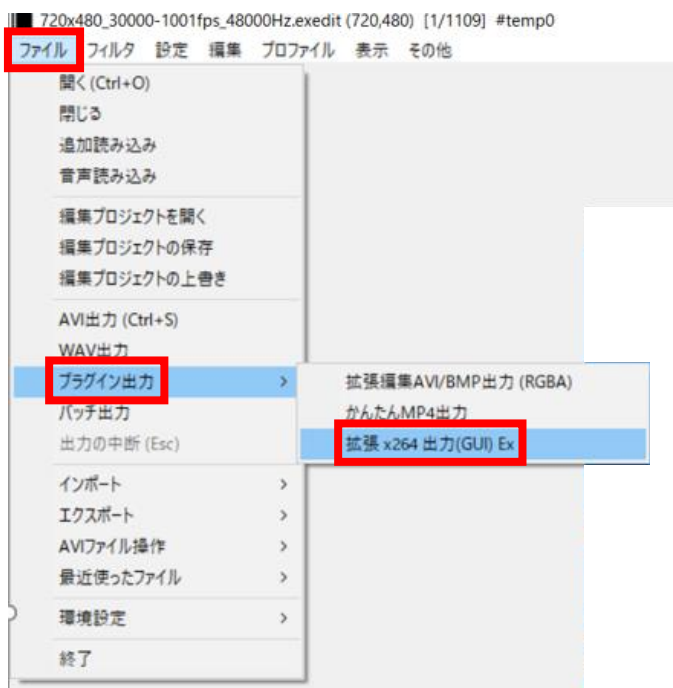 720x480_30000-1001fps_48000Hz.exedit (720,480) [1/1109] #temp0
ファイル フィルタ 設定 編集 プロファイル 表示 その他
開く(Ctrl+O)
閉じる
追加読み込み
音声読み込み
編集プロジェクトを開く
編集プロジェクトの保存
編集プロジェクトの上書き
AVI出力 (Ctrl+S)
WAV出力
プラグイン出力 >
拡張編集AVI/BMP出力 (RGBA)
かんたんMP4出力
拡張 x264 出力(GUI) Ex
バッチ出力
出力の中断 (Esc)
インポート >
エクスポート >
AVIファイル操作 >
最近使ったファイル >
環境設定 >
終了